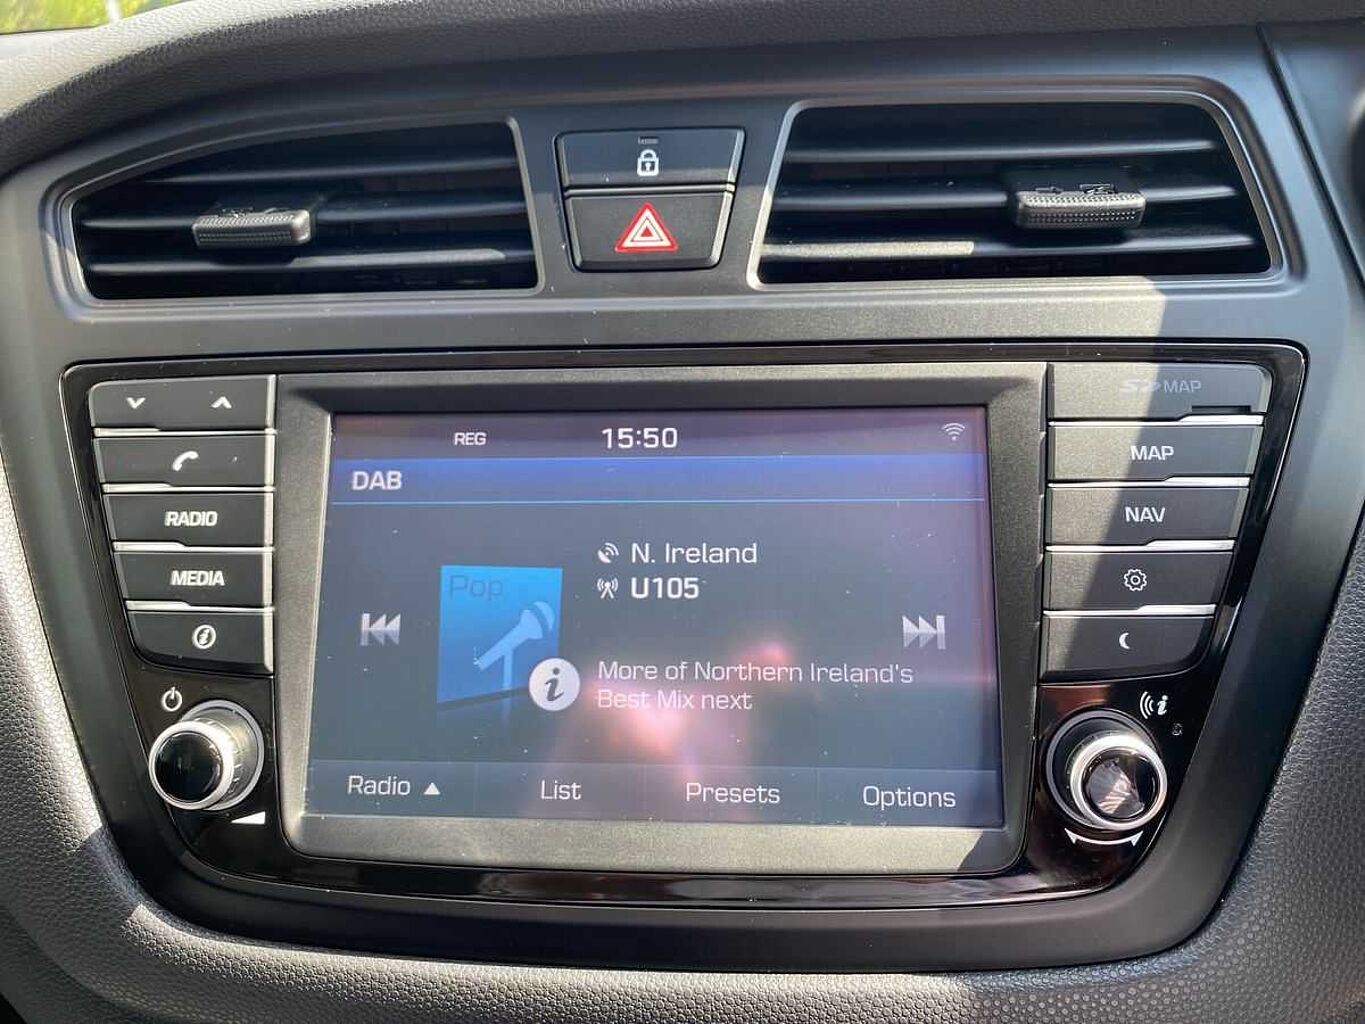 SD MAP
REG 15:50
MAP
DAB
RADIO
NAV
N. Ireland
Pop
U105
MEDIA
More of Northern Ireland's
Best Mix next
Radio ▲ List Presets Options